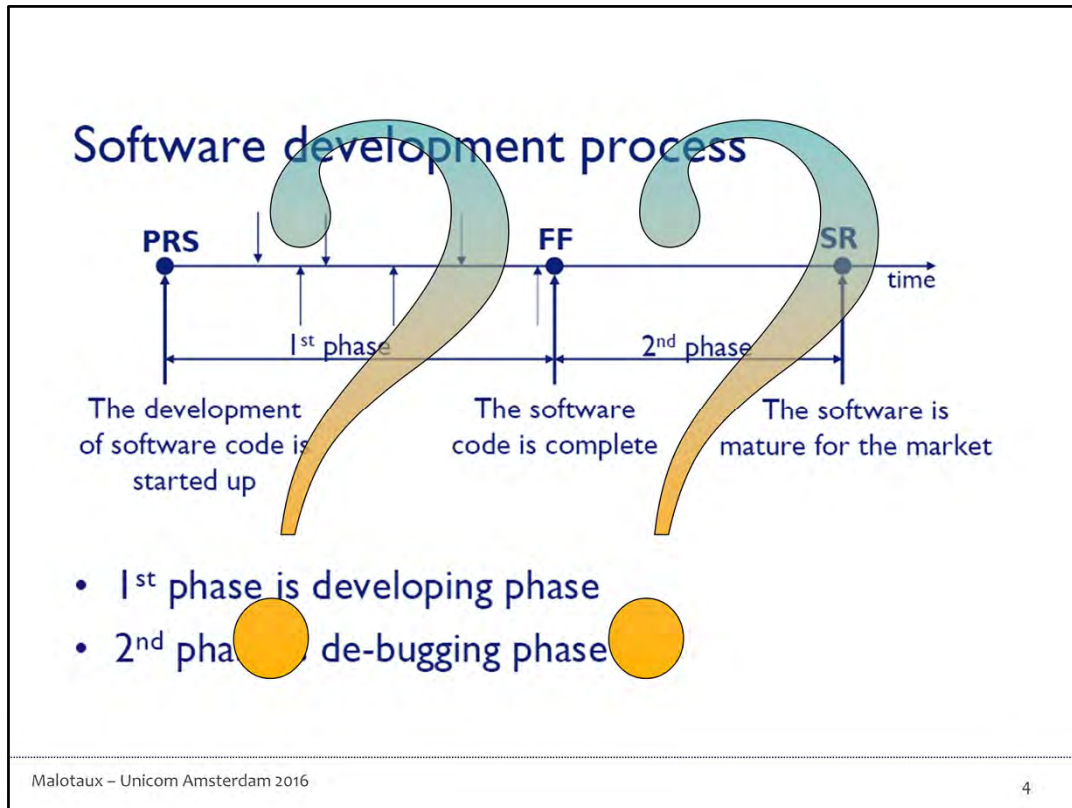 Software development process
PRS
FF
SR
time
1st phase
2nd phase
The development
of software code is
started up
The software
code is complete
The software is
mature for the market
• 1st phase is developing phase
• 2nd de-bugging phase
Malotaux – Unicom Amsterdam 2016
4